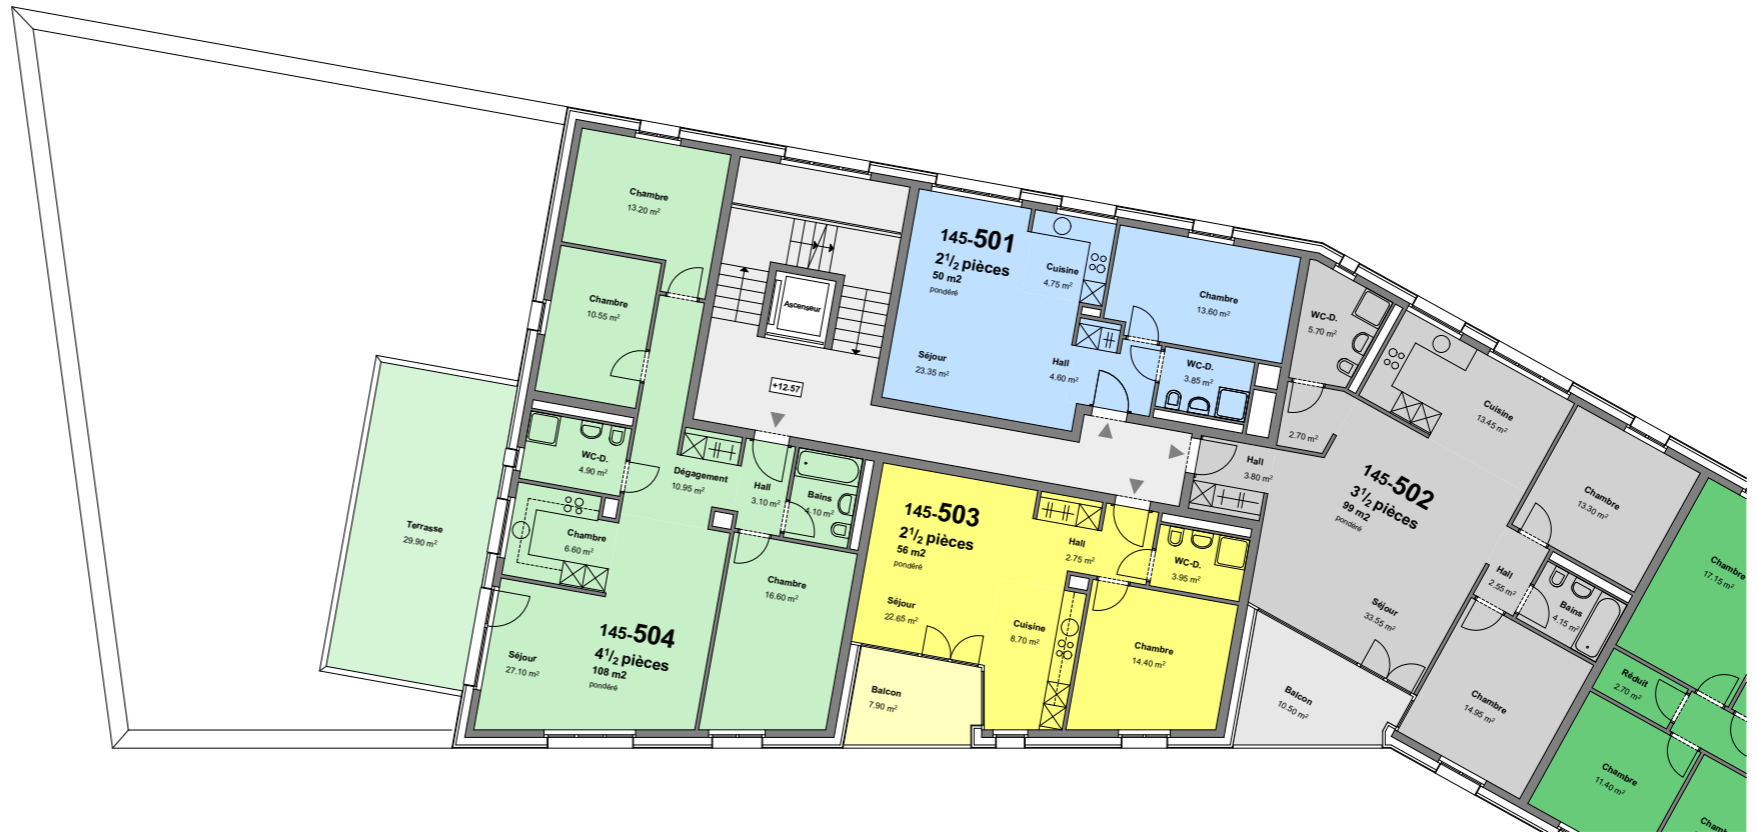 Chambre
13.20 m²
Chambre
10.55 m²
Ascenseur
+12.57
145-501
2 1/2 pièces
50 m2
pondéré
Cuisine
4.75 m²
Chambre
13.60 m²
Séjour
23.35 m²
Hall
4.60 m²
WC-D.
3.85 m²
WC-D.
5.70 m²
2.70 m²
Cuisine
13.45 m²
Hall
3.80 m²
145-502
3 1/2 pièces
99 m2
pondéré
Chambre
13.30 m²
Hall
2.55 m²
Bains
4.15 m²
Séjour
33.55 m²
Balcon
10.50 m²
Chambre
14.95 m²
Chambre
17.15 m²
Réduit
2.70 m²
Chambre
11.40 m²
WC-D.
4.90 m²
Dégagement
10.95 m²
Hall
3.10 m²
Bains
4.10 m²
Terrasse
29.90 m²
Chambre
6.60 m²
Chambre
16.60 m²
145-504
4 1/2 pièces
108 m2
pondéré
Séjour
27.10 m²
145-503
2 1/2 pièces
56 m2
pondéré
Hall
2.75 m²
WC-D.
3.95 m²
Séjour
22.65 m²
Cuisine
8.70 m²
Chambre
14.40 m²
Balcon
7.90 m²